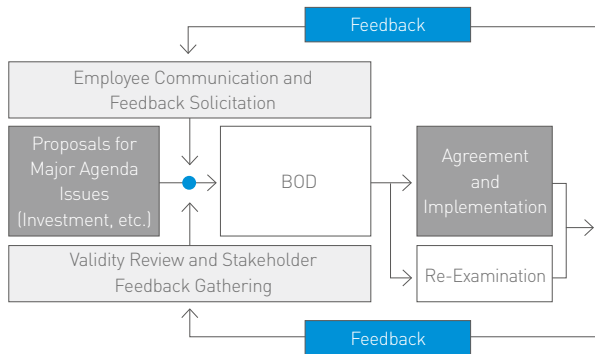 Feedback
Employee Communication and
Feedback Solicitation
Proposals for
Major Agenda
Issues
(Investment, etc.)
BOD
Agreement
and
Implementation
Validity Review and Stakeholder
Feedback Gathering
Re-Examination
Feedback